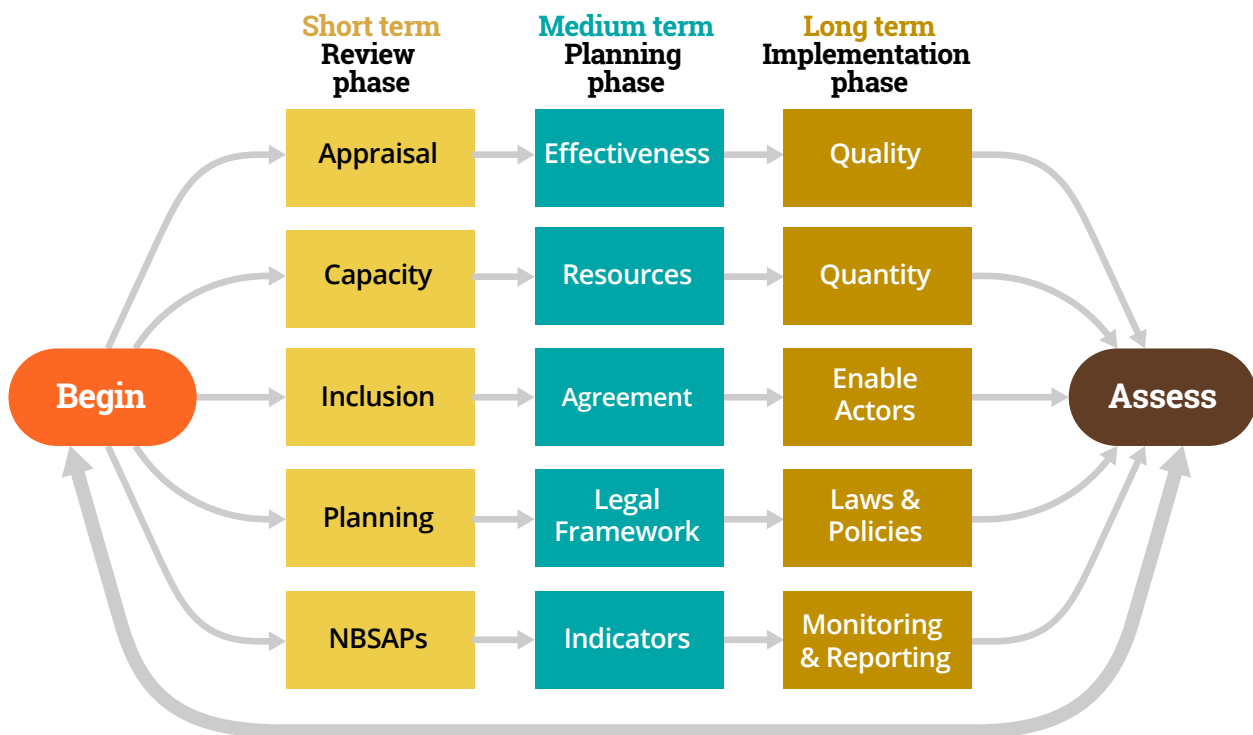 Short term
Review
phase
Medium term
Planning
phase
Long term
Implementation
phase
Appraisal
Effectiveness
Quality
Capacity
Resources
Quantity
Begin
Inclusion
Agreement
Enable
Actors
Assess
Planning
Legal
Framework
Laws &
Policies
NBSAPs
Indicators
Monitoring
& Reporting